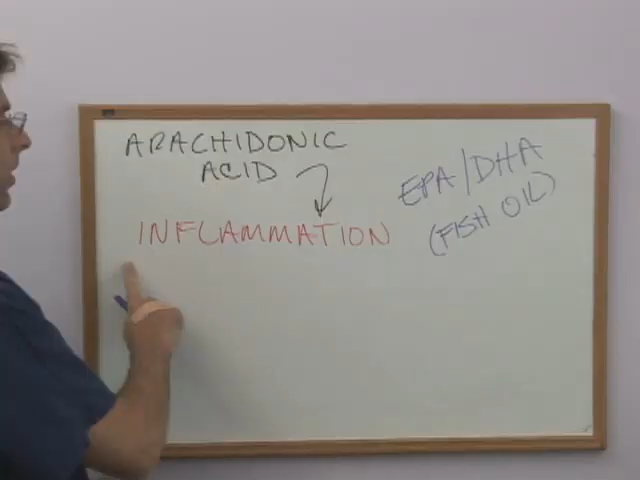 ARACHIDONIC
ACID
INFLAMMATION
EPA/DHA
(FISH OIL)